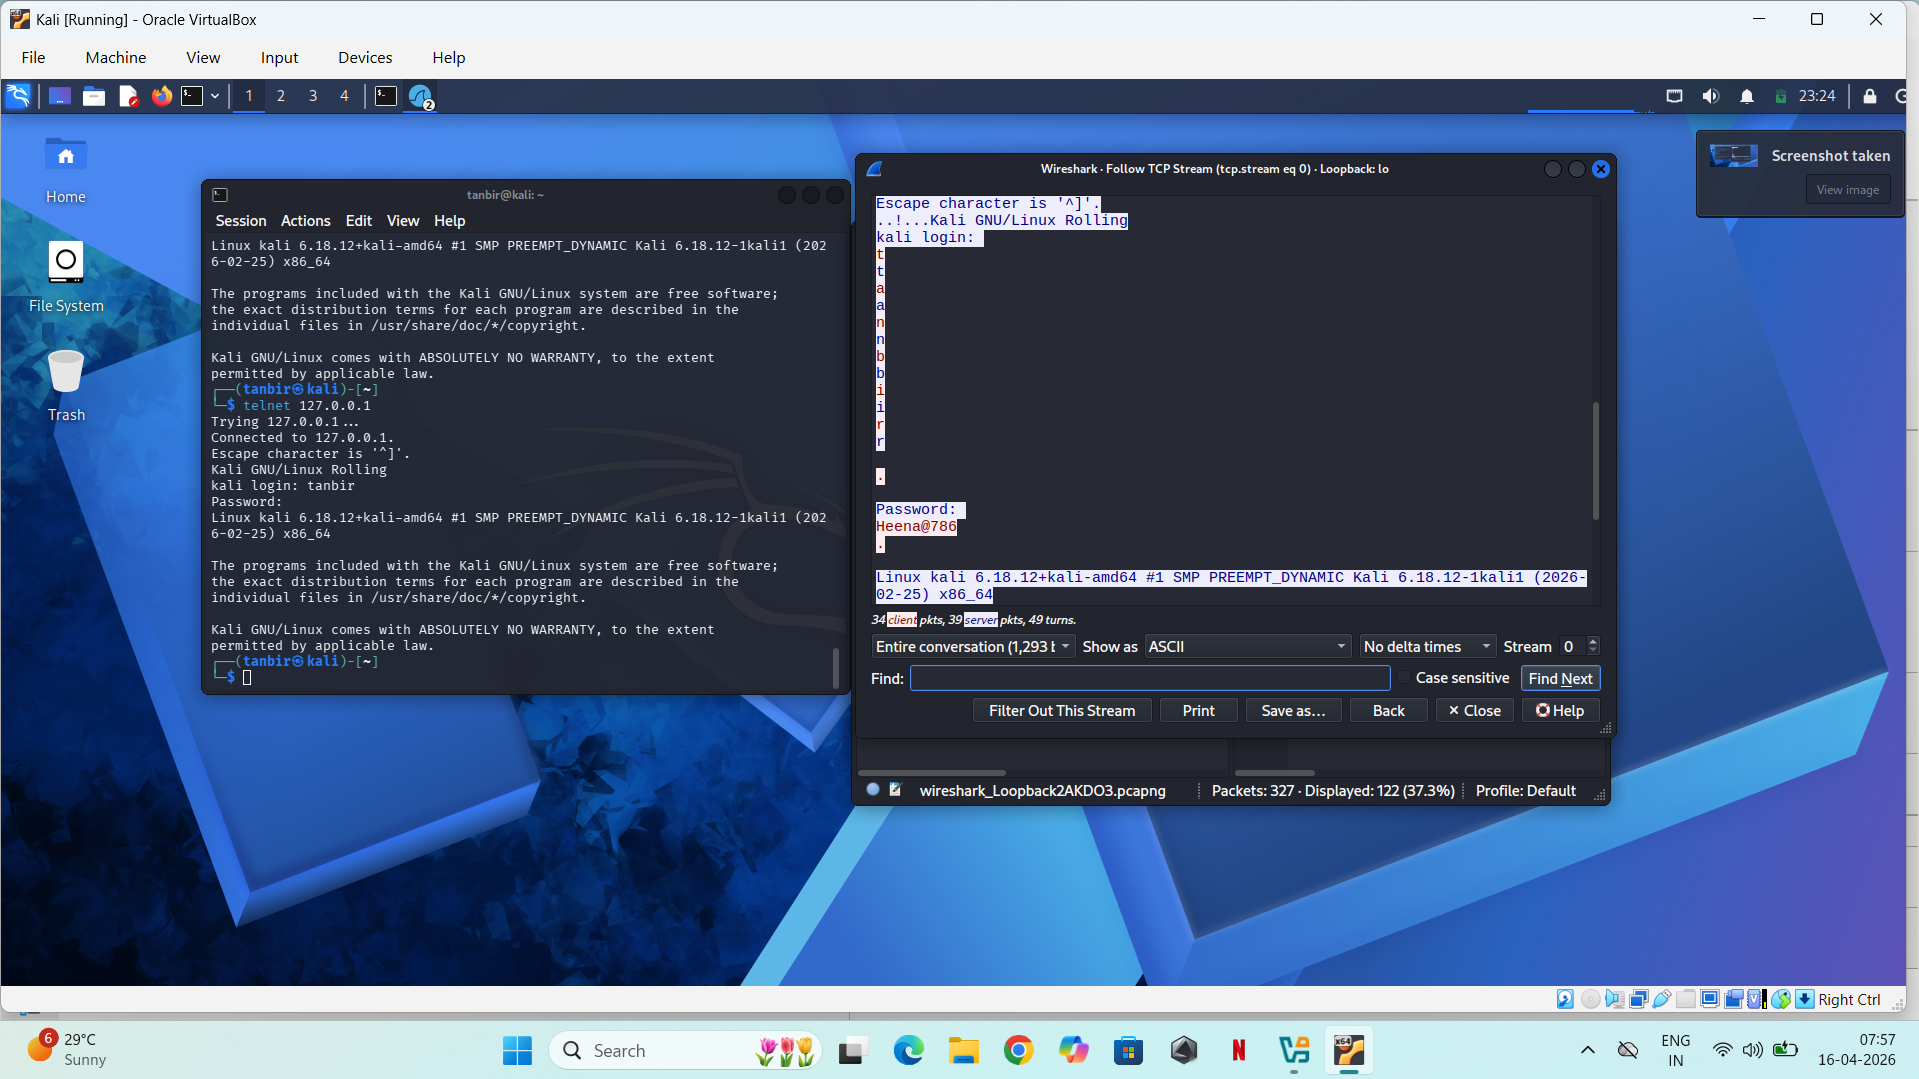 Kali [Running] - Oracle VirtualBox
File Machine View Input Devices Help
1 2 3 4
2
23:24
Home
File System
Trash
Screenshot taken
View image
tanbir@kali: ~
Session Actions Edit View Help
Linux kali 6.18.12+kali-amd64 #1 SMP PREEMPT_DYNAMIC Kali 6.18.12-1kali1 (202
6-02-25) x86_64
The programs included with the Kali GNU/Linux system are free software;
the exact distribution terms for each program are described in the
individual files in /usr/share/doc/*/copyright.
Kali GNU/Linux comes with ABSOLUTELY NO WARRANTY, to the extent
permitted by applicable law.
┌──(tanbir㉿kali)-[~]
└─$ telnet 127.0.0.1
Trying 127.0.0.1...
Connected to 127.0.0.1.
Escape character is '^]'.
Kali GNU/Linux Rolling
kali login: tanbir
Password:
Linux kali 6.18.12+kali-amd64 #1 SMP PREEMPT_DYNAMIC Kali 6.18.12-1kali1 (202
6-02-25) x86_64
The programs included with the Kali GNU/Linux system are free software;
the exact distribution terms for each program are described in the
individual files in /usr/share/doc/*/copyright.
Kali GNU/Linux comes with ABSOLUTELY NO WARRANTY, to the extent
permitted by applicable law.
┌──(tanbir㉿kali)-[~]
└─$
Wireshark · Follow TCP Stream (tcp.stream eq 0) · Loopback: lo
Escape character is '^]'.
..!...Kali GNU/Linux Rolling
kali login:
t
t
a
a
n
n
b
b
i
i
r
r
.
Password:
Heena@786
.
Linux kali 6.18.12+kali-amd64 #1 SMP PREEMPT_DYNAMIC Kali 6.18.12-1kali1 (2026-
02-25) x86_64
34 client pkts, 39 server pkts, 49 turns.
Entire conversation (1,293 b Show as ASCII No delta times Stream 0
Find: Case sensitive Find Next
Filter Out This Stream Print Save as… Back Close Help
wireshark_Loopback2AKDO3.pcapng Packets: 327 · Displayed: 122 (37.3%) Profile: Default
Right Ctrl
6
29°C
Sunny
Search
x64
ENG
IN
07:57
16-04-2026